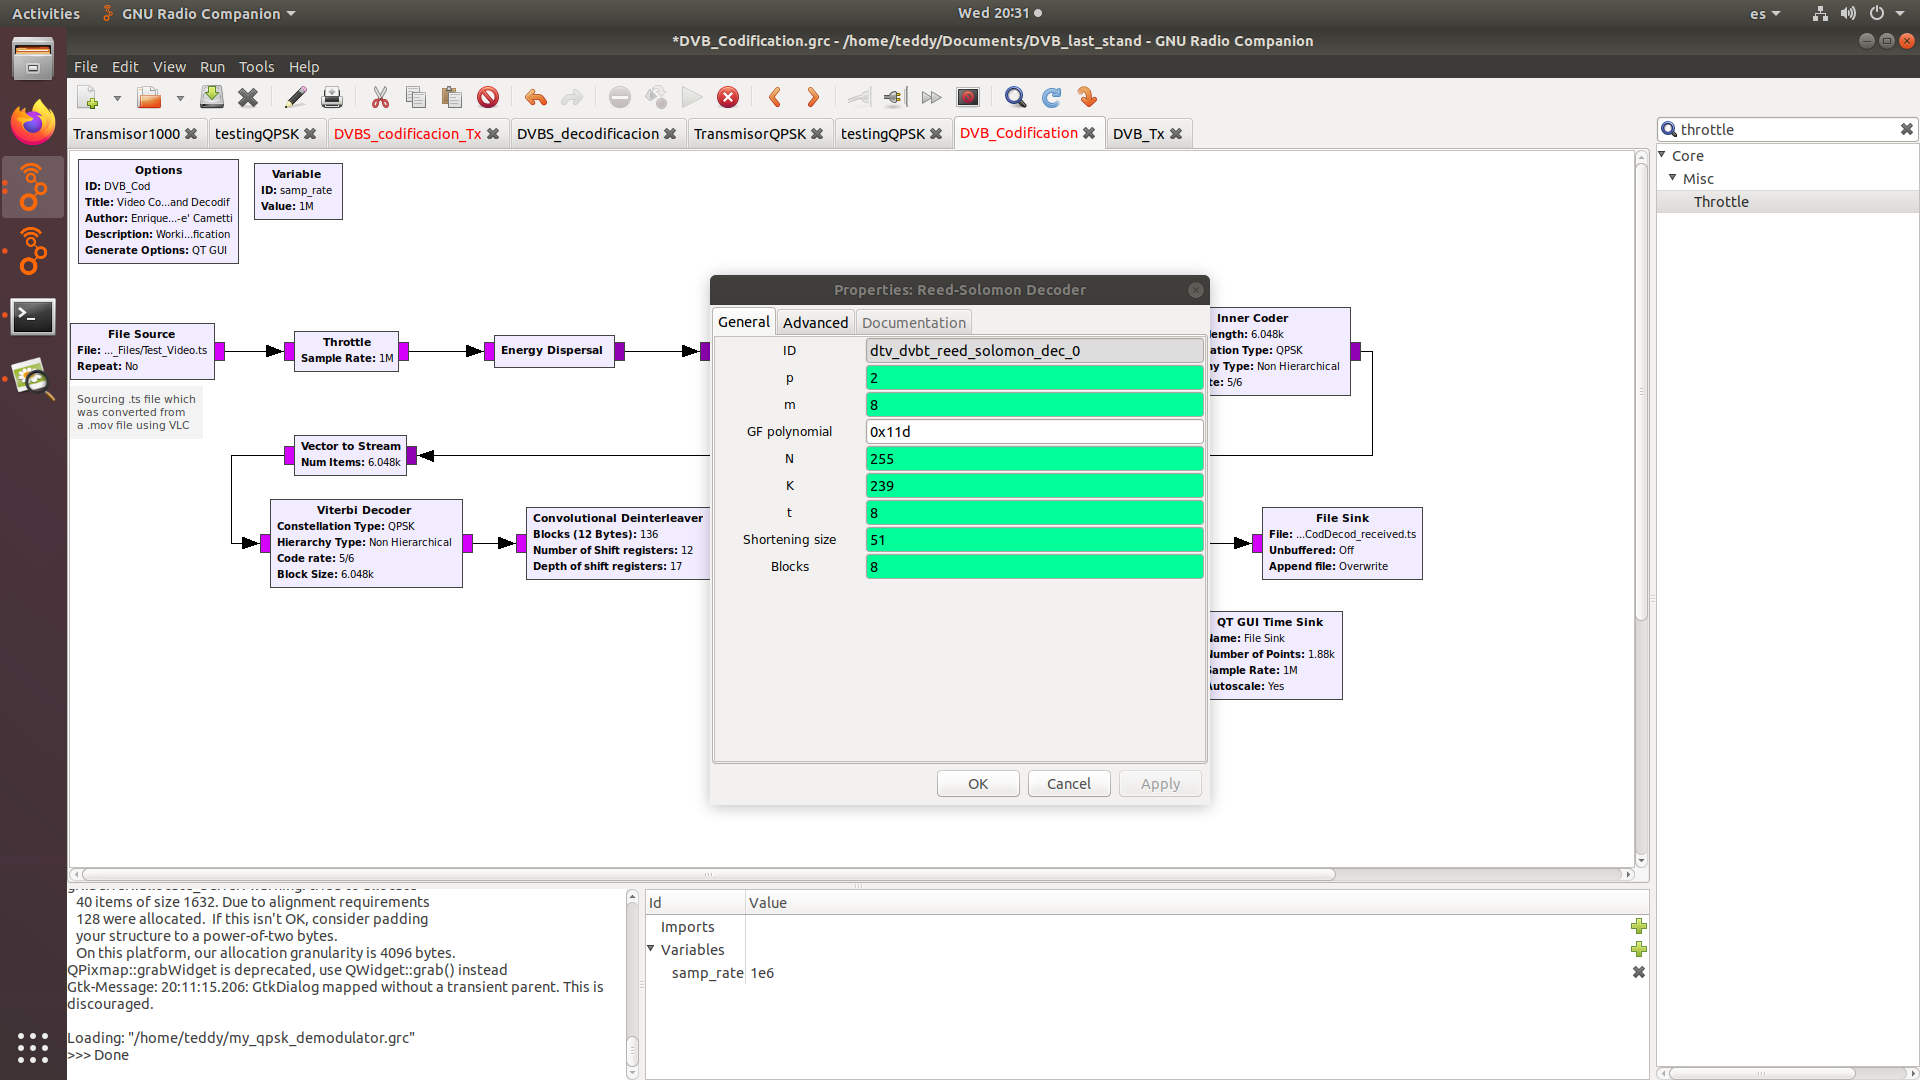 Activities
GNU Radio Companion
Wed 20:31
es
*DVB_Codification.grc - /home/teddy/Documents/DVB_last_stand - GNU Radio Companion
File Edit View Run Tools Help
Transmisor1000
testingQPSK
DVBS_codificacion_Tx
DVBS_decodificacion
TransmisorQPSK
testingQPSK
DVB_Codification
DVB_Tx
throttle
Core
Misc
Throttle
Options
ID: DVB_Cod
Title: Video Co...and Decodif
Author: Enrique...-e' Cametti
Description: Worki...fication
Generate Options: QT GUI
Variable
ID: samp_rate
Value: 1M
File Source
File: ..._Files/Test_Video.ts
Repeat: No
Throttle
Sample Rate: 1M
Energy Dispersal
Inner Coder
length: 6.048k
ation Type: QPSK
hy Type: Non Hierarchical
te: 5/6
Sourcing .ts file which
was converted from
a .mov file using VLC
Vector to Stream
Num Items: 6.048k
Viterbi Decoder
Constellation Type: QPSK
Hierarchy Type: Non Hierarchical
Code rate: 5/6
Block Size: 6.048k
Convolutional Deinterleaver
Blocks (12 Bytes): 136
Number of Shift registers: 12
Depth of shift registers: 17
File Sink
File: ...CodDecod_received.ts
Unbuffered: Off
Append file: Overwrite
QT GUI Time Sink
Name: File Sink
Number of Points: 1.88k
Sample Rate: 1M
Autoscale: Yes
Properties: Reed-Solomon Decoder
General Advanced Documentation
ID dtv_dvbt_reed_solomon_dec_0
p 2
m 8
GF polynomial 0x11d
N 255
K 239
t 8
Shortening size 51
Blocks 8
OK Cancel Apply
40 items of size 1632. Due to alignment requirements
128 were allocated. If this isn't OK, consider padding
your structure to a power-of-two bytes.
On this platform, our allocation granularity is 4096 bytes.
QPixmap::grabWidget is deprecated, use QWidget::grab() instead
Gtk-Message: 20:11:15.206: GtkDialog mapped without a transient parent. This is
discouraged.
Loading: "/home/teddy/my_qpsk_demodulator.grc"
>>> Done
Id Value
Imports
Variables
samp_rate 1e6